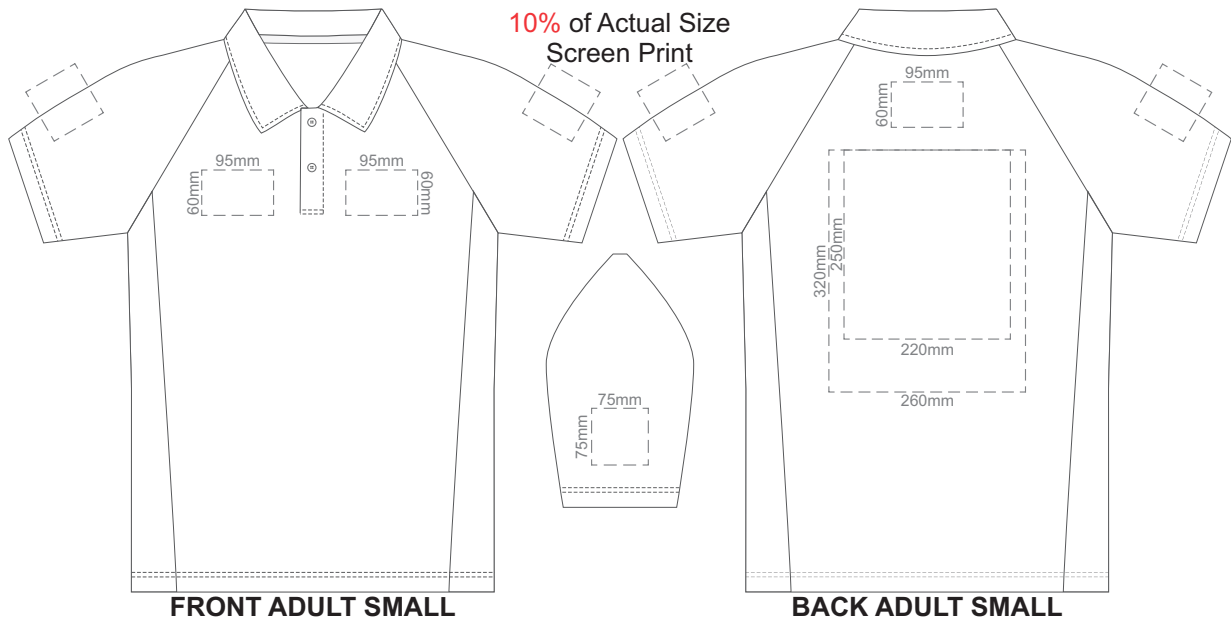 10% of Actual Size
Screen Print
95mm
60mm
95mm
60mm
75mm
75mm
95mm
60mm
320mm
250mm
220mm
260mm
FRONT ADULT SMALL
BACK ADULT SMALL